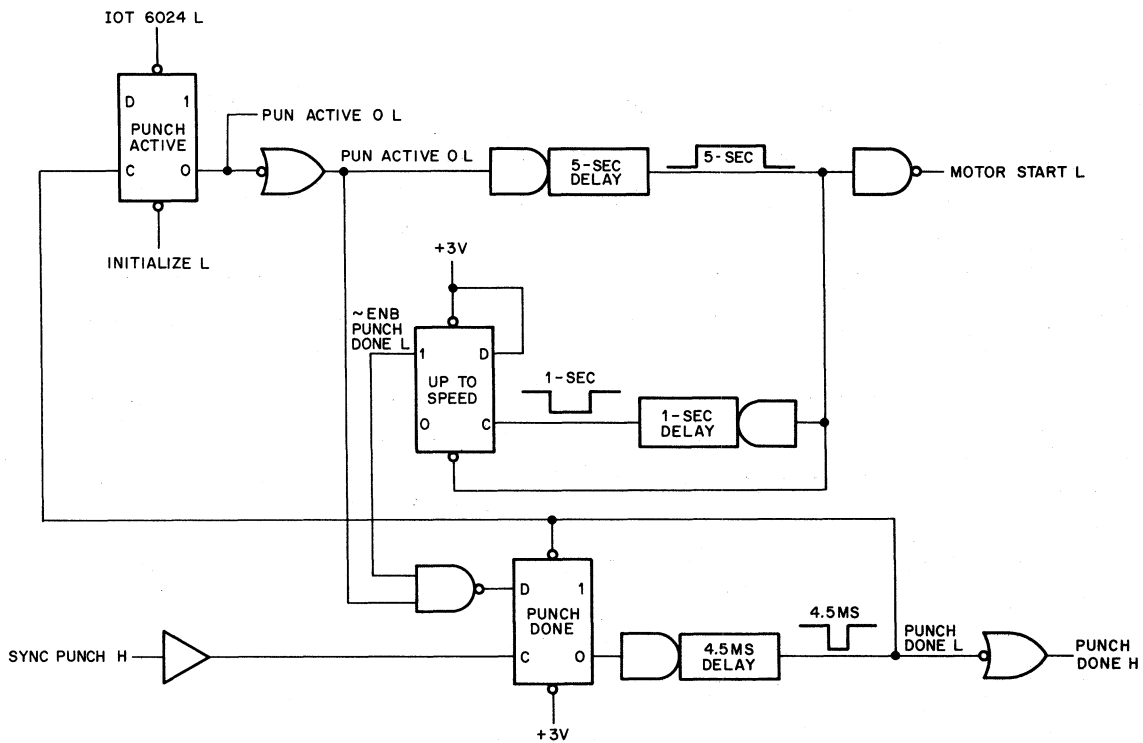 IOT 6024 L
D 1
PUNCH
ACTIVE
C O
PUN ACTIVE O L
INITIALIZE L
PUN ACTIVE O L
5-SEC
DELAY
5-SEC
MOTOR START L
+3V
~ENB
PUNCH
DONE L
1 D
UP TO
SPEED
O C
1-SEC
1-SEC
DELAY
D 1
PUNCH
DONE
C O
+3V
SYNC PUNCH H
4.5MS
DELAY
4.5MS
PUNCH
DONE L
PUNCH
DONE H